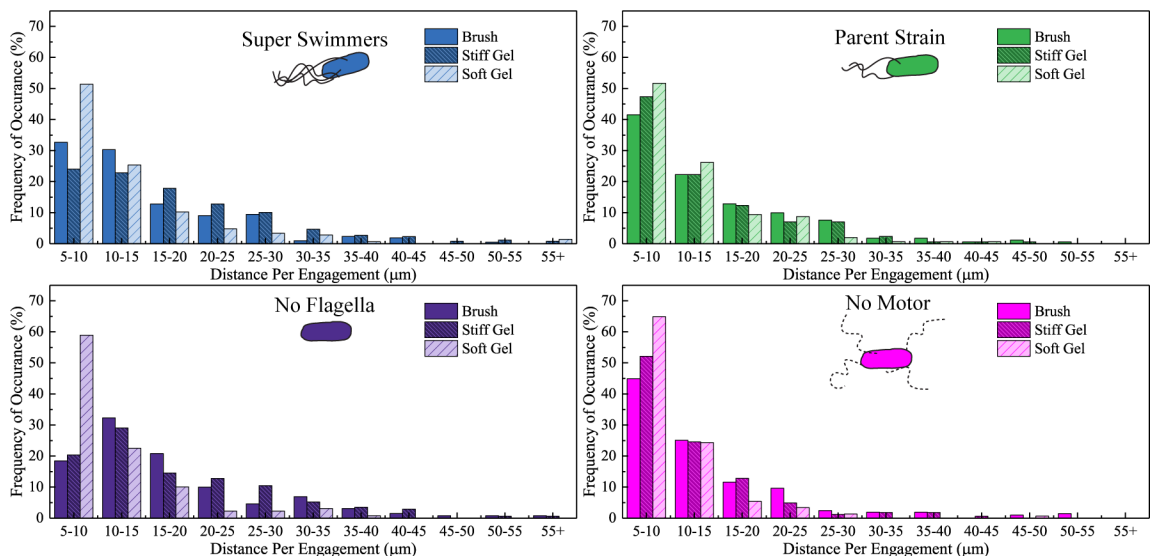 Super Swimmers
Brush
Stiff Gel
Soft Gel
Frequency of Occurance (%)
70
60
50
40
30
20
10
0
5-10 10-15 15-20 20-25 25-30 30-35 35-40 40-45 45-50 50-55 55+
Distance Per Engagement (μm)
Parent Strain
Brush
Stiff Gel
Soft Gel
Frequency of Occurance (%)
70
60
50
40
30
20
10
0
5-10 10-15 15-20 20-25 25-30 30-35 35-40 40-45 45-50 50-55 55+
Distance Per Engagement (μm)
No Flagella
Brush
Stiff Gel
Soft Gel
Frequency of Occurance (%)
70
60
50
40
30
20
10
0
5-10 10-15 15-20 20-25 25-30 30-35 35-40 40-45 45-50 50-55 55+
Distance Per Engagement (μm)
No Motor
Brush
Stiff Gel
Soft Gel
Frequency of Occurance (%)
70
60
50
40
30
20
10
0
5-10 10-15 15-20 20-25 25-30 30-35 35-40 40-45 45-50 50-55 55+
Distance Per Engagement (μm)